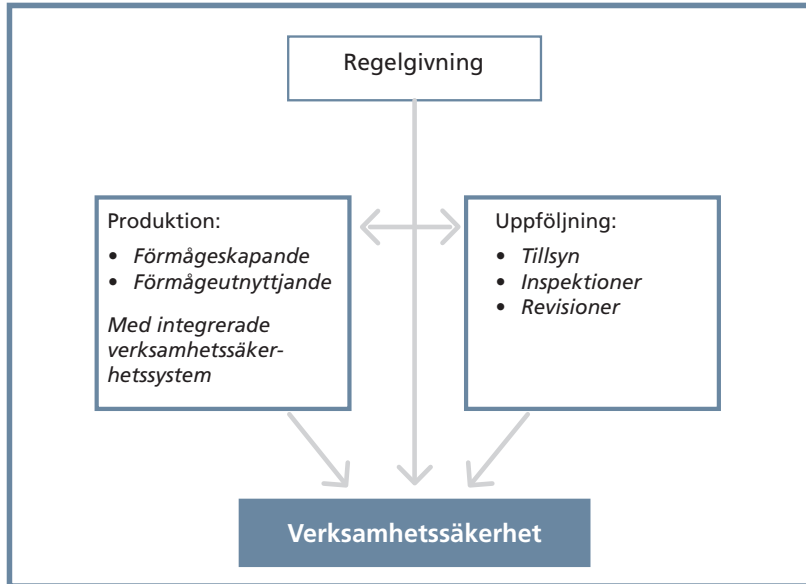 Regelgivning
Produktion:
• Förmågeskapande
• Förmågeutnyttjande
Med integrerade
verksamhetssäker-
hetssystem
Uppföljning:
• Tillsyn
• Inspektioner
• Revisioner
Verksamhetssäkerhet